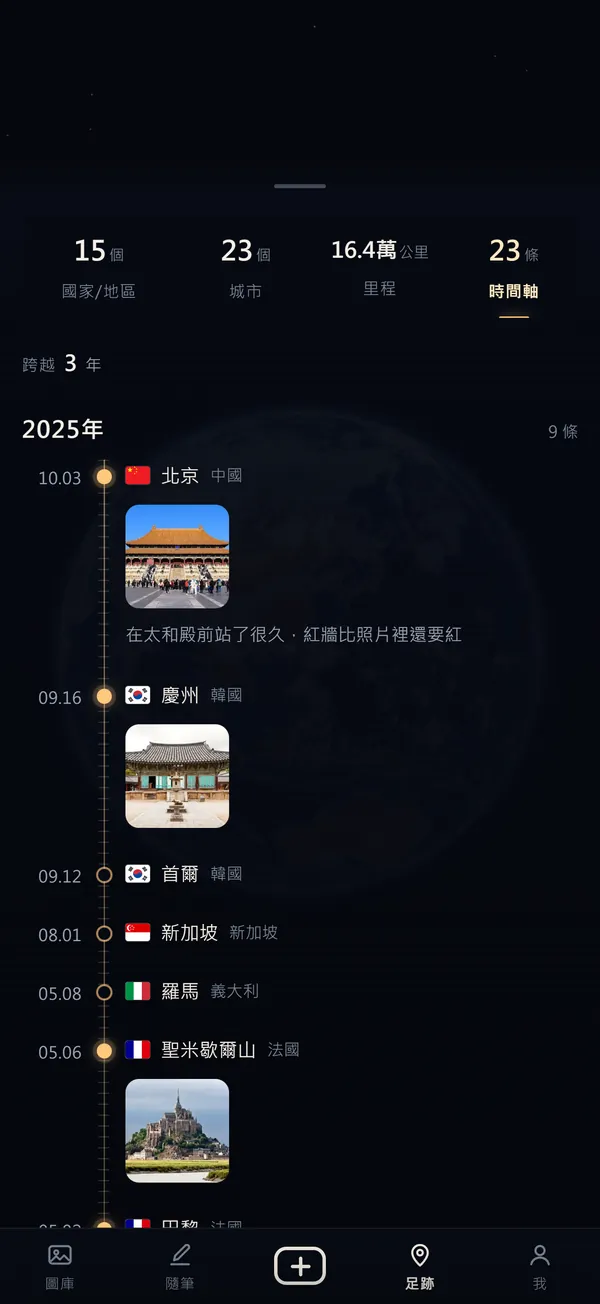 15個
23個
16.4萬公里
23條
國家/地區
城市
里程
時間軸
跨越 3 年
2025年
9 條
10.03 北京 中國
在太和殿前站了很久．紅牆比照片裡還要紅
09.16 慶州 韓國
09.12 首爾 韓國
08.01 新加坡 新加坡
05.08 羅馬 義大利
05.06 聖米歇爾山 法國
巴黎 法國
圖庫
隨筆
足跡
我